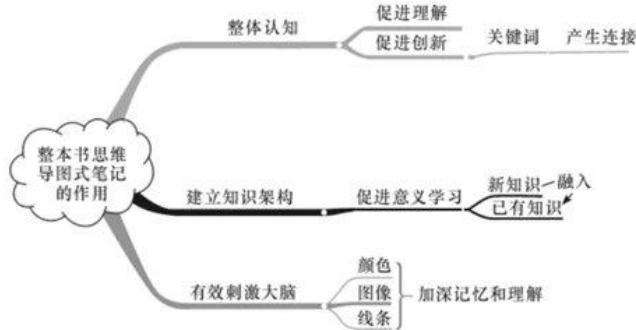 整本书思维
导图式笔记
的作用
整体认知
促进理解
促进创新
关键词
产生连接
建立知识架构
促进意义学习
新知识
融入
已有知识
有效刺激大脑
颜色
图像
线条
加深记忆和理解